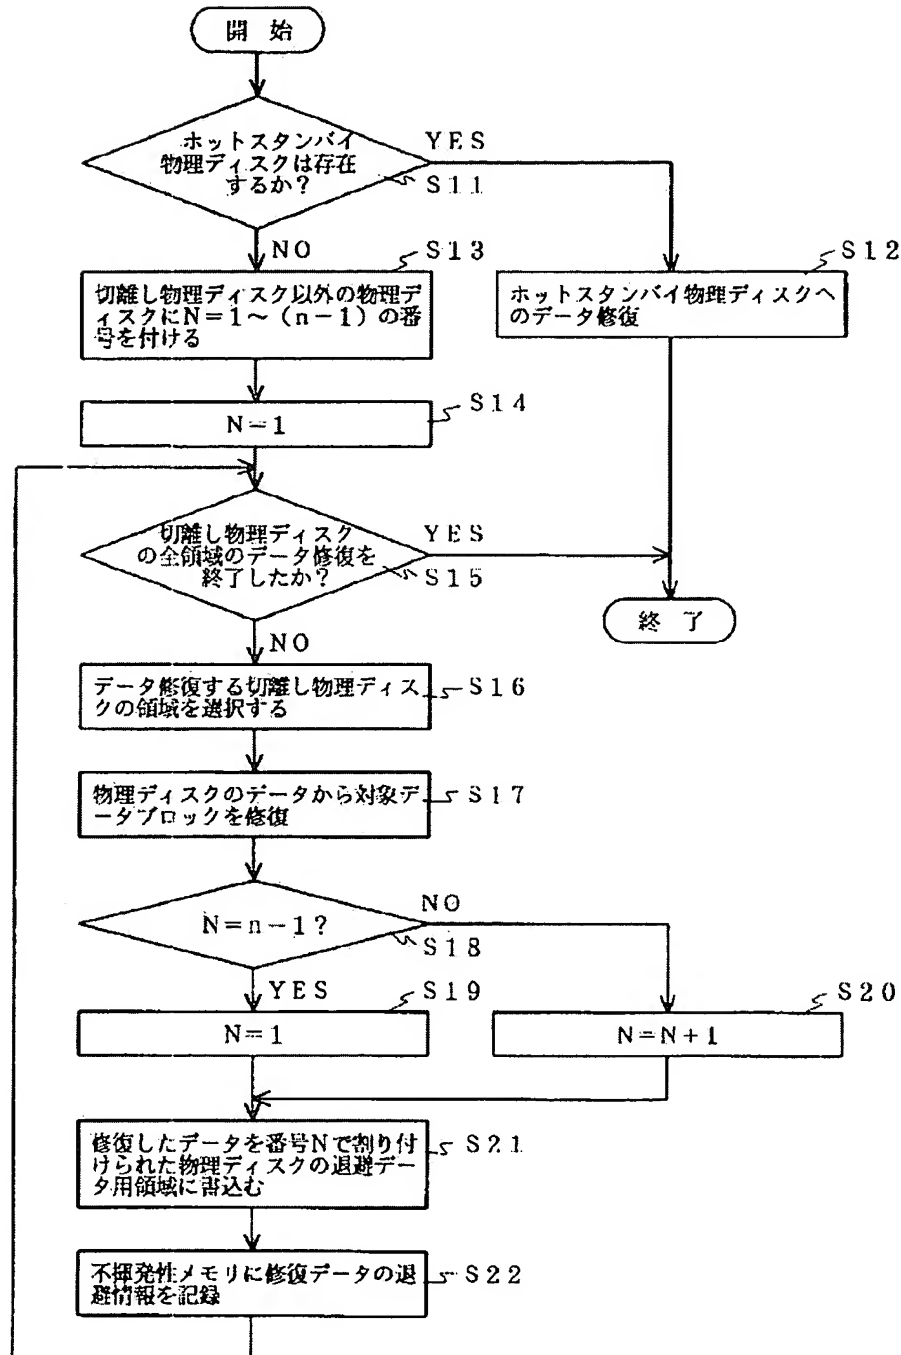 開 始
ホットスタンバイ
物理ディスクは存在
するか?
YES
S11
NO
S13
切離し物理ディスク以外の物理デ
ィスクにN=1～(n-1)の番
号を付ける
S12
ホットスタンバイ物理ディスクへ
のデータ修復
S14
N=1
切離し物理ディスク
の全領域のデータ修復を
終了したか?
YES
S15
終 了
NO
データ修復する切離し物理ディス
クの領域を選択する
S16
物理ディスクのデータから対象デ
ータブロックを修復
S17
N=n-1?
NO
S18
YES
S19
N=1
S20
N=N+1
修復したデータを番号Nで割り付
けられた物理ディスクの退避デー
タ用領域に書込む
S21
不揮発性メモリに修復データの退
避情報を記録
S22